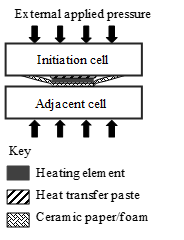 External applied pressure
Initiation cell
Adjacent cell
Key
Heating element
Heat transfer paste
Ceramic paper/foam